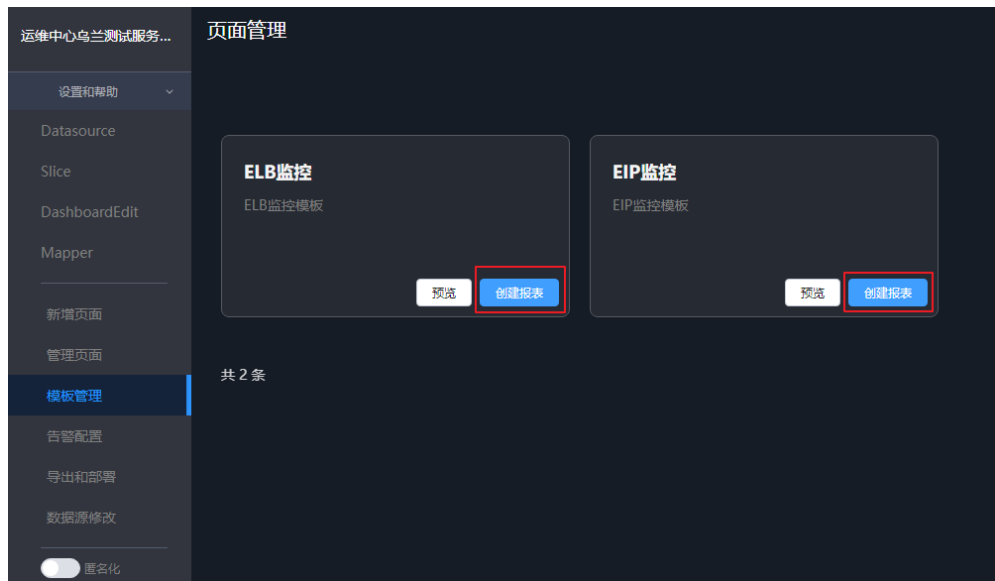 运维中心乌兰测试服务...
设置和帮助
Datasource
Slice
DashboardEdit
Mapper
新增页面
管理页面
模板管理
告警配置
导出和部署
数据源修改
匿名化
页面管理
ELB监控
ELB监控模板
预览
创建报表
EIP监控
EIP监控模板
预览
创建报表
共 2 条